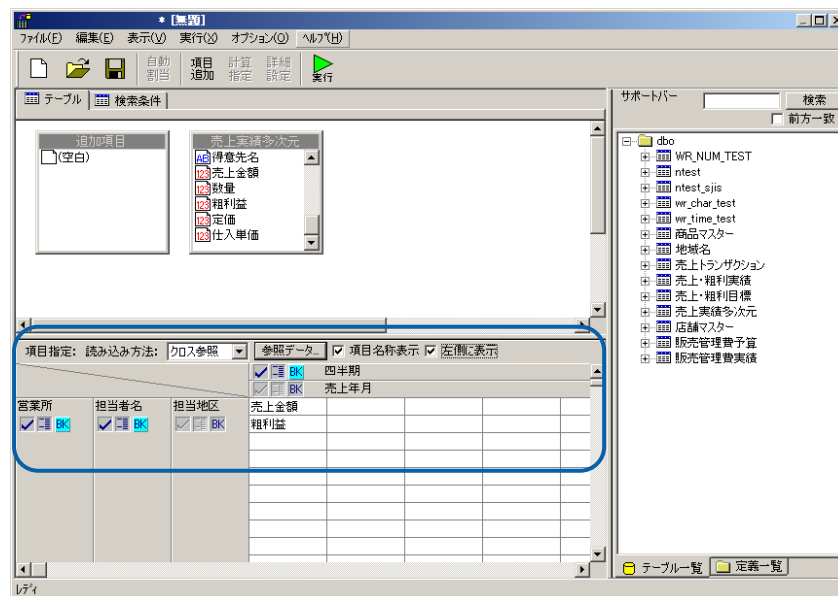 * [無題]
ファイル(F) 編集(E) 表示(V) 実行(X) オプション(O) ヘルプ(H)
自動割当 項目追加 計算指定 詳細設定 実行
テーブル 検索条件
追加項目
(空白)
売上実績多次元
AB 得意先名
123 売上金額
123 数量
123 粗利益
123 定価
123 仕入単価
項目指定: 読み込み方法: クロス参照 参照データ... 項目名称表示 左側に表示
BK 四半期
BK 売上年月
営業所 担当者名 担当地区 売上金額
BK BK BK 粗利益
サポートバー 検索
前方一致
dbo
WR_NUM_TEST
ntest
ntest_sjis
wr_char_test
wr_time_test
商品マスター
地域名
売上トランザクション
売上・粗利実績
売上・粗利目標
売上実績多次元
店舗マスター
販売管理費予算
販売管理費実績
テーブル一覧 定義一覧
レディ